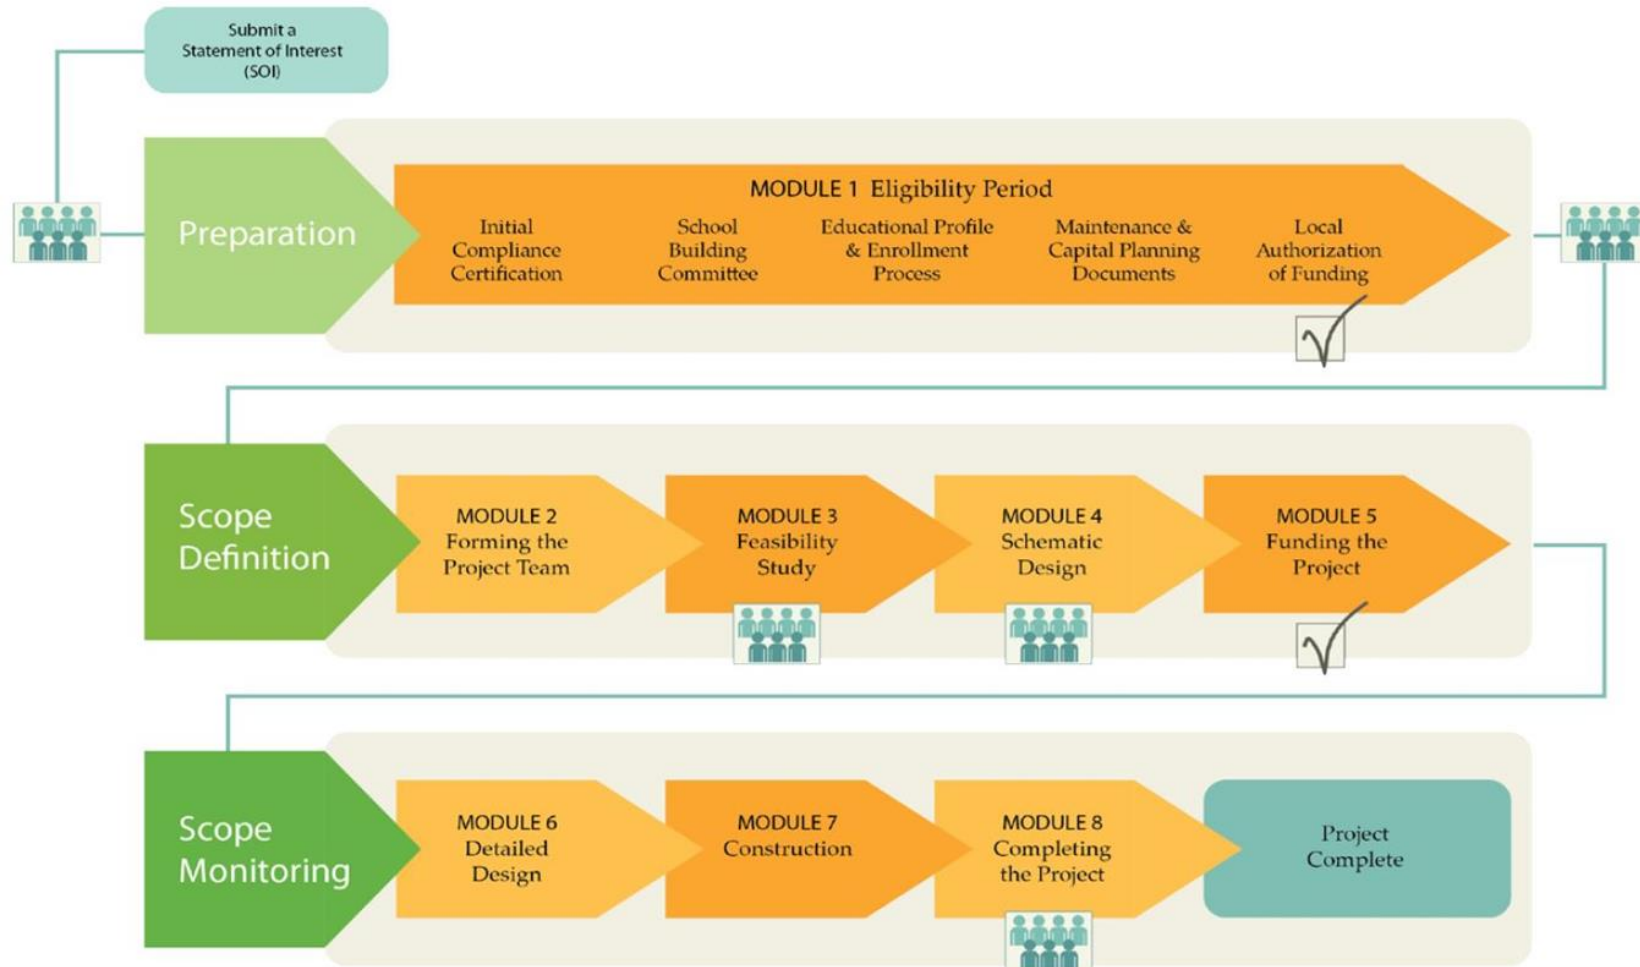 Submit a
Statement of Interest
(SOI)
Preparation
MODULE 1 Eligibility Period
Initial
Compliance
Certification
School
Building
Committee
Educational Profile
& Enrollment
Process
Maintenance &
Capital Planning
Documents
Local
Authorization
of Funding
Scope
Definition
MODULE 2
Forming the
Project Team
MODULE 3
Feasibility
Study
MODULE 4
Schematic
Design
MODULE 5
Funding the
Project
Scope
Monitoring
MODULE 6
Detailed
Design
MODULE 7
Construction
MODULE 8
Completing
the Project
Project
Complete